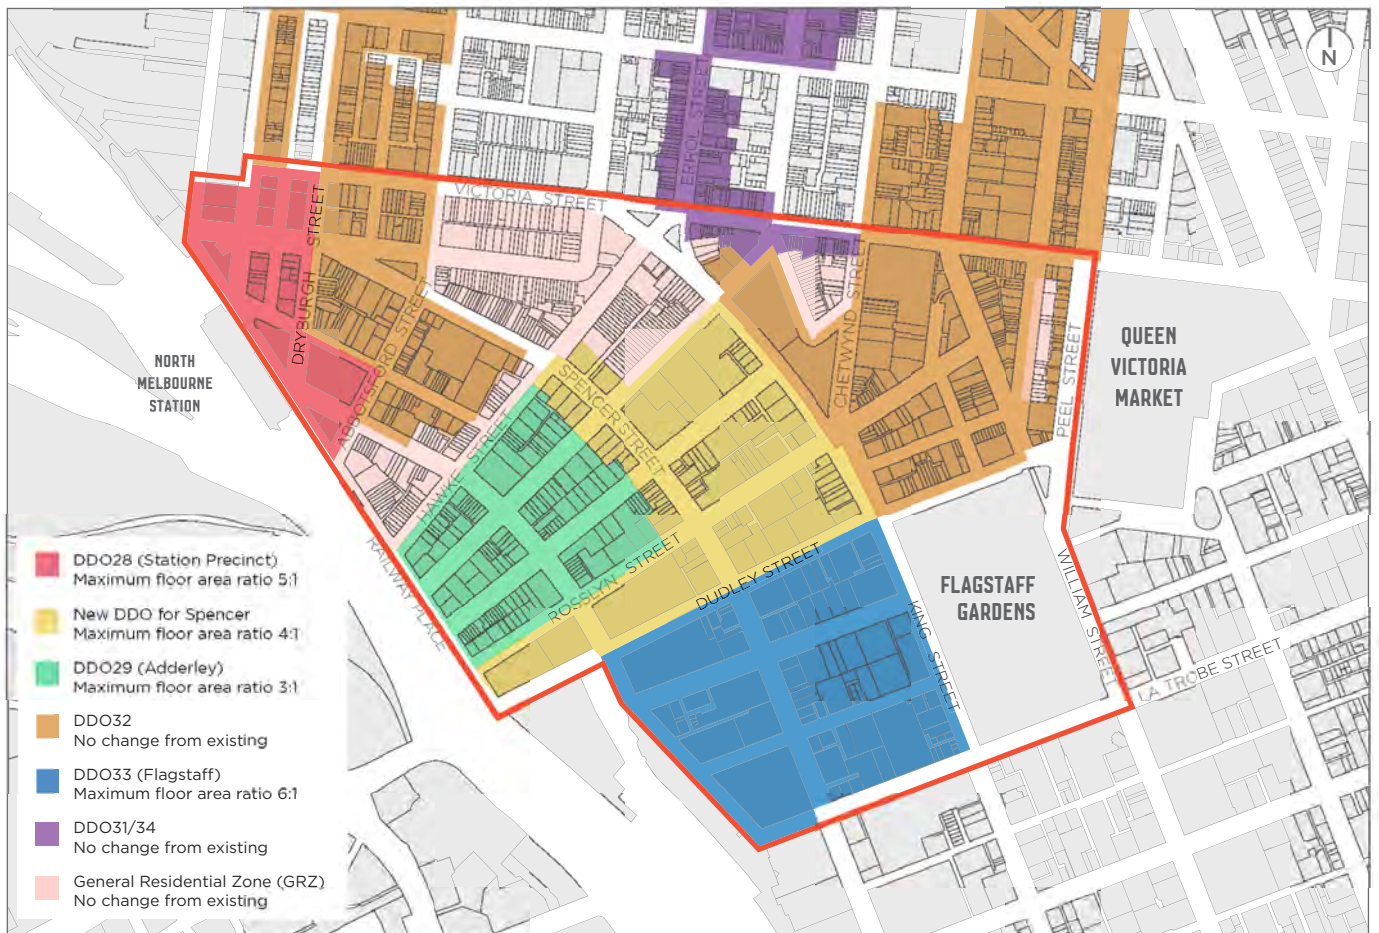 N
ERROL STREET
VICTORIA STREET
DRYBURGH STREET
ABBOTSFORD STREET
CHETWYND STREET
PEEL STREET
QUEEN
VICTORIA
MARKET
NORTH
MELBOURNE
STATION
SPENCER STREET
HAWKE STREET
RAILWAY PLACE
ROSSLYN STREET
DUDLEY STREET
KING STREET
FLAGSTAFF
GARDENS
WILLIAM STREET
LA TROBE STREET
DDO28 (Station Precinct)
Maximum floor area ratio 5:1
New DDO for Spencer
Maximum floor area ratio 4:1
DDO29 (Adderley)
Maximum floor area ratio 3:1
DDO32
No change from existing
DDO33 (Flagstaff)
Maximum floor area ratio 6:1
DDO31/34
No change from existing
General Residential Zone (GRZ)
No change from existing